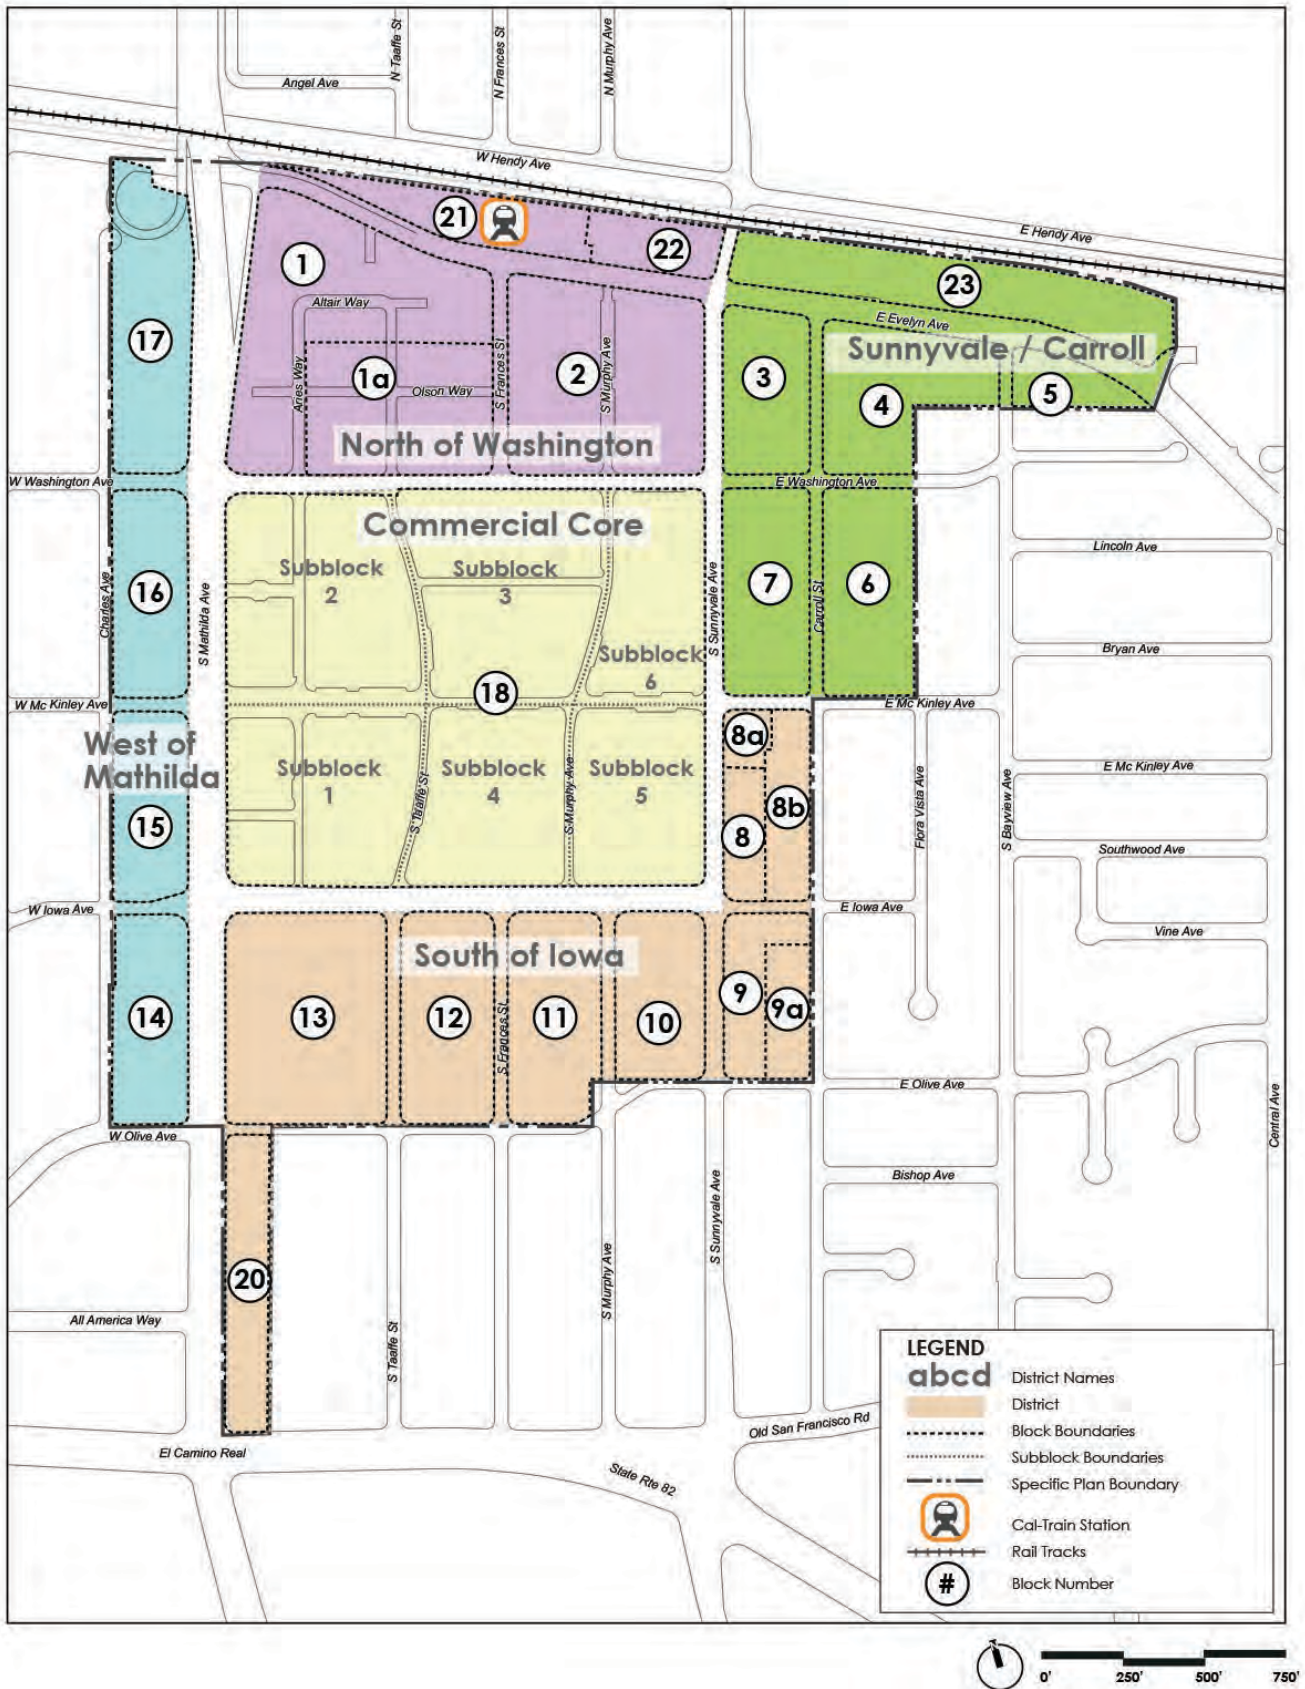 N Taaffe St
N Frances St
N Murphy Ave
Angel Ave
W Hendy Ave
E Hendy Ave
21
22
1
23
Altair Way
E Evelyn Ave
Sunnyvale / Carroll
17
Aries Way
1a
Olson Way
S Frances St
2
S Murphy Ave
3
4
5
North of Washington
W Washington Ave
E Washington Ave
Commercial Core
Lincoln Ave
Subblock
2
Subblock
3
16
Charles Ave
S Mathilda Ave
S Sunnyvale Ave
7
Carroll St
6
Subblock
6
Bryan Ave
18
W Mc Kinley Ave
E Mc Kinley Ave
West of
Mathilda
8a
E Mc Kinley Ave
Subblock
1
Subblock
4
Subblock
5
S Taaffe St
S Murphy Ave
8b
Flora Vista Ave
S Bayview Ave
15
8
Southwood Ave
W Iowa Ave
E Iowa Ave
Vine Ave
South of Iowa
14
13
12
S Frances St
11
10
9
9a
E Olive Ave
Central Ave
W Olive Ave
Bishop Ave
S Sunnyvale Ave
20
S Murphy Ave
All America Way
S Taaffe St
Old San Francisco Rd
El Camino Real
State Rte 82
LEGEND
abcd District Names
District
Block Boundaries
Subblock Boundaries
Specific Plan Boundary
Cal-Train Station
Rail Tracks
# Block Number
N
0' 250' 500' 750'